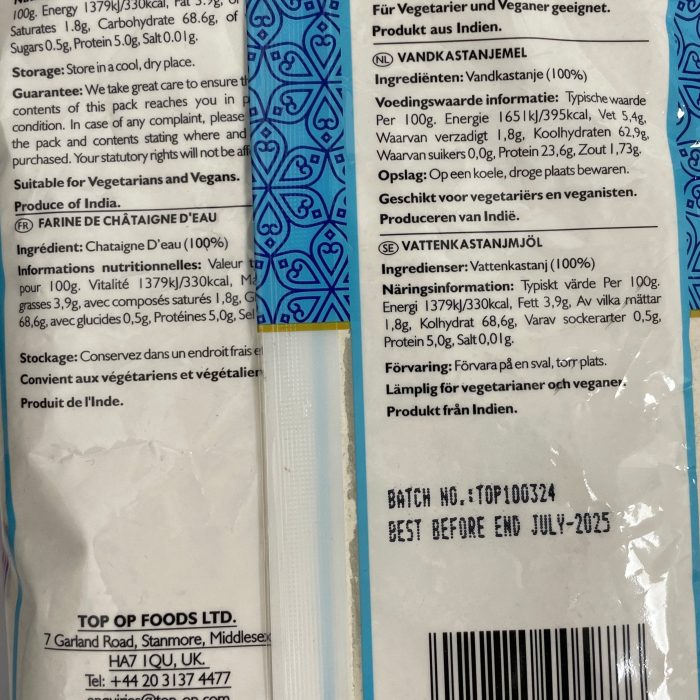 100g. Energy 1379kJ/330kcal, Fat 3.9g, of
Saturates 1.8g, Carbohydrate 68.6g, of
Sugars 0.5g, Protein 5.0g, Salt 0.01g.
Storage: Store in a cool, dry place.
Guarantee: We take great care to ensure th
contents of this pack reaches you in p
condition. In case of any complaint, please
the pack and contents stating where and
purchased. Your statutory rights will not be aff
Suitable for Vegetarians and Vegans.
Produce of India.
FR FARINE DE CHÂTAIGNE D'EAU
Ingrédient: Chataigne D'eau (100%)
Informations nutritionnelles: Valeur
pour 100g. Vitalité 1379kJ/330kcal, Ma
grasses 3,9g, avec composés saturés 1,8g, G
68,6g, avec glucides 0,5g, Protéines 5,0g, Sel
Stockage: Conservez dans un endroit frais e
Convient aux végétariens et végétalien
Produit de l'Inde.
TOP OP FOODS LTD.
7 Garland Road, Stanmore, Middlesex
HA7 1QU, UK.
Tel: +44 20 3137 4477
enquiries@top-op.com
Für Vegetarier und Veganer geeignet.
Produkt aus Indien.
NL VANDKASTANJEMEL
Ingrediënten: Vandkastanje (100%)
Voedingswaarde informatie: Typische waarde
Per 100g. Energie 1651kJ/395kcal, Vet 5,4g,
Waarvan verzadigt 1,8g, Koolhydraten 62,9g,
Waarvan suikers 0,0g, Protein 23,6g, Zout 1,73g.
Opslag: Op een koele, droge plaats bewaren.
Geschikt voor vegetariërs en veganisten.
Produceren van Indië.
SE VATTENKASTANJMJÖL
Ingredienser: Vattenkastanj (100%)
Näringsinformation: Typiskt värde Per 100g.
Energi 1379kJ/330kcal, Fett 3,9g, Av vilka mättar
1,8g, Kolhydrat 68,6g, Varav sockerarter 0,5g,
Protein 5,0g, Salt 0,01g.
Förvaring: Förvara på en sval, torr plats.
Lämplig för vegetarianer och veganer.
Produkt från Indien.
BATCH NO.:TOP100324
BEST BEFORE END JULY-2025